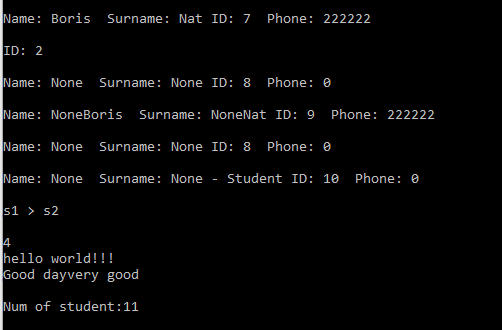 Name: Boris  Surname: Nat ID: 7  Phone: 222222
ID: 2
Name: None  Surname: None ID: 8  Phone: 0
Name: NoneBoris  Surname: NoneNat ID: 9  Phone: 222222
Name: None  Surname: None ID: 8  Phone: 0
Name: None  Surname: None - Student ID: 10  Phone: 0
s1 > s2
4
hello world!!!
Good dayvery good
Num of student:11